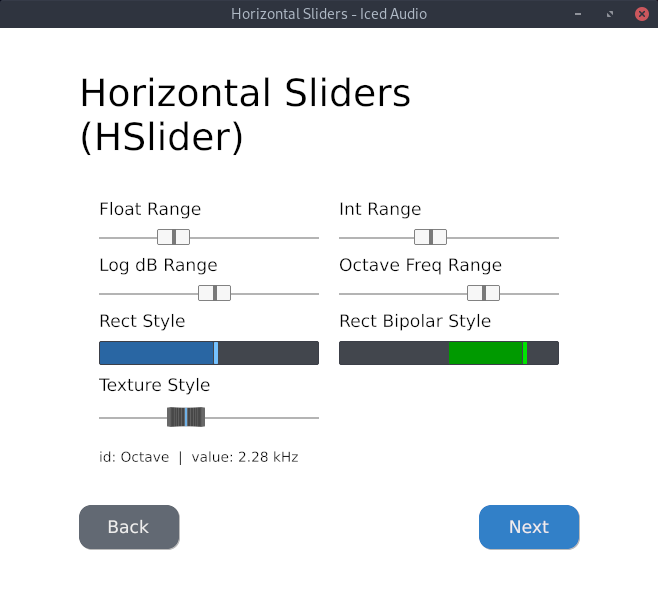 Horizontal Sliders - Iced Audio
Horizontal Sliders
(HSlider)
Float Range
Int Range
Log dB Range
Octave Freq Range
Rect Style
Rect Bipolar Style
Texture Style
id: Octave | value: 2.28 kHz
Back
Next